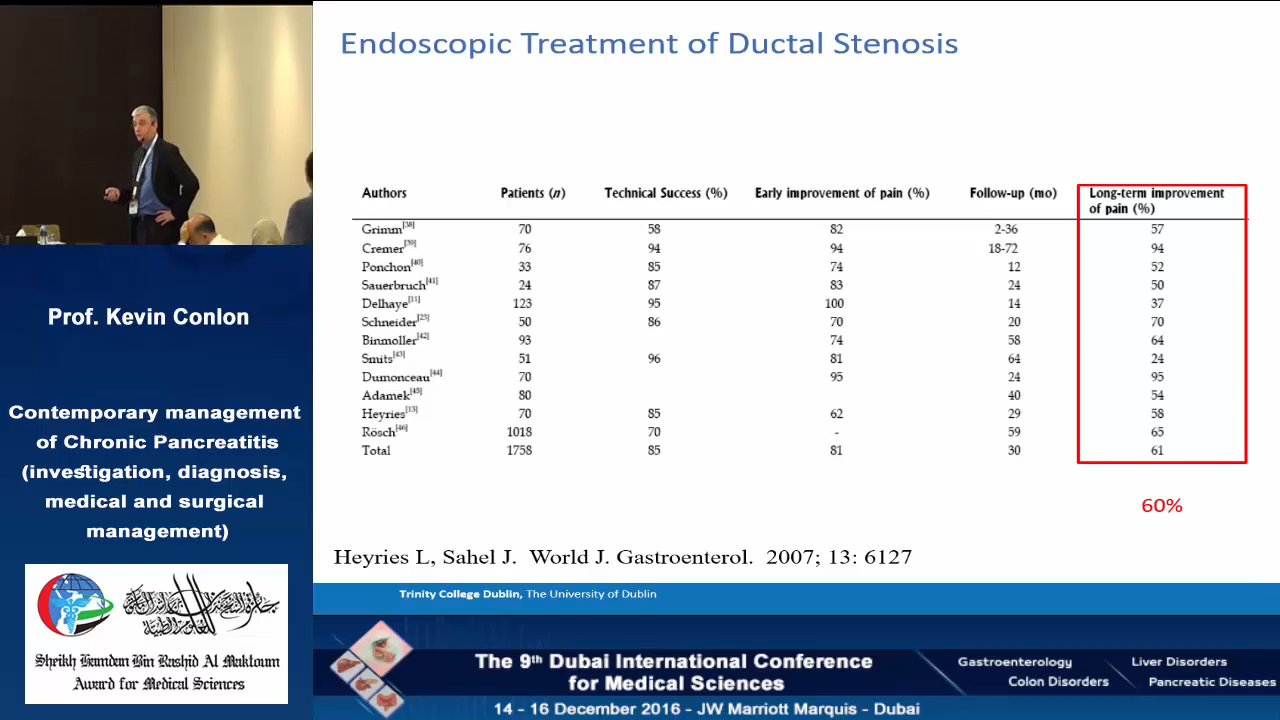 Endoscopic Treatment of Ductal Stenosis
Authors Patients (n) Technical Success (%) Early improvement of pain (%) Follow-up (mo) Long-term improvement of pain (%)
Grimm[38] 70 58 82 2-36 57
Cremer[39] 76 94 94 18-72 94
Ponchon[40] 33 85 74 12 52
Sauerbruch[41] 24 87 83 24 50
Delhaye[11] 123 95 100 14 37
Schneider[23] 50 86 70 20 70
Binmoller[42] 93 74 58 64
Smits[43] 51 96 81 64 24
Dumonceau[44] 70 95 24 95
Adamek[45] 80 40 54
Heyries[13] 70 85 62 29 58
Rösch[46] 1018 70 - 59 65
Total 1758 85 81 30 61
60%
Heyries L, Sahel J. World J. Gastroenterol. 2007; 13: 6127
Trinity College Dublin, The University of Dublin
Prof. Kevin Conlon
Contemporary management
of Chronic Pancreatitis
(investigation, diagnosis,
medical and surgical
management)
Sheikh Hamdan Bin Rashid Al Maktoum
Award for Medical Sciences
The 9th Dubai International Conference
for Medical Sciences
14 - 16 December 2016 - JW Marriott Marquis - Dubai
Gastroenterology
Liver Disorders
Colon Disorders
Pancreatic Diseases